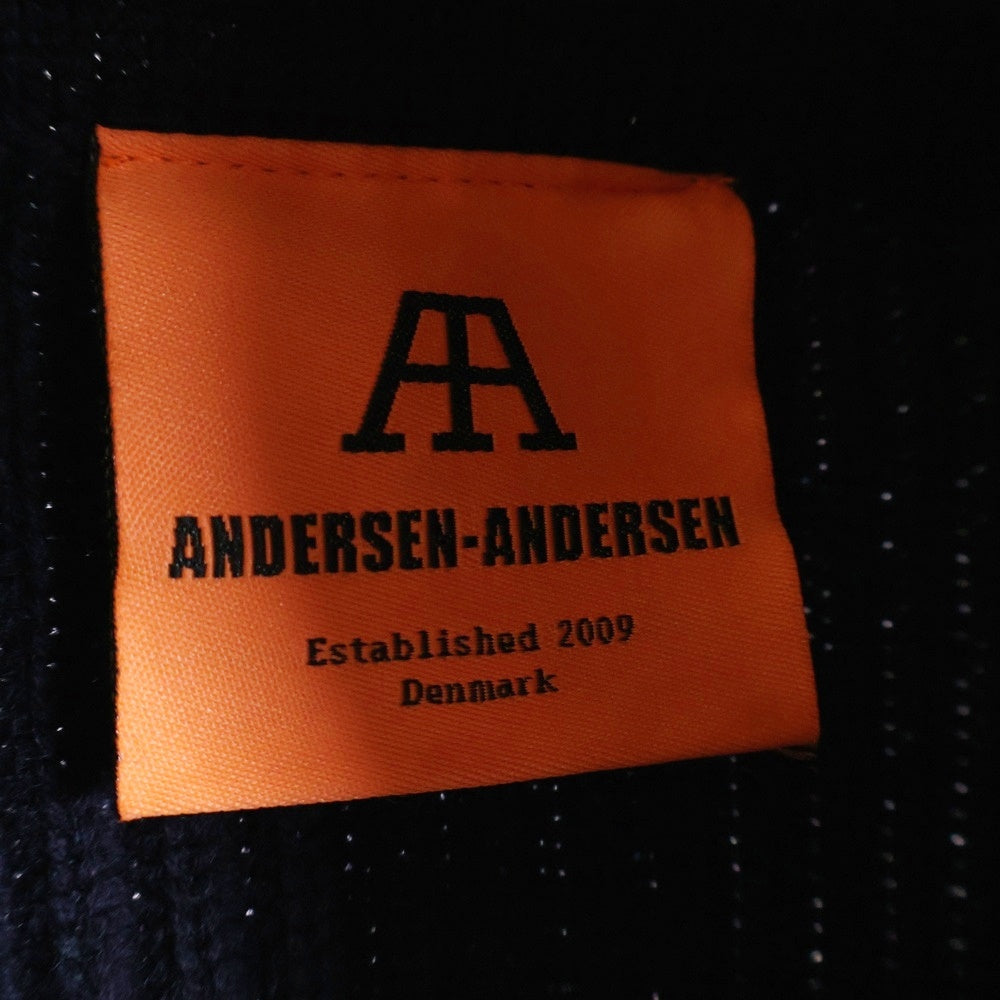 AA
ANDERSEN-ANDERSEN
Established 2009
Denmark